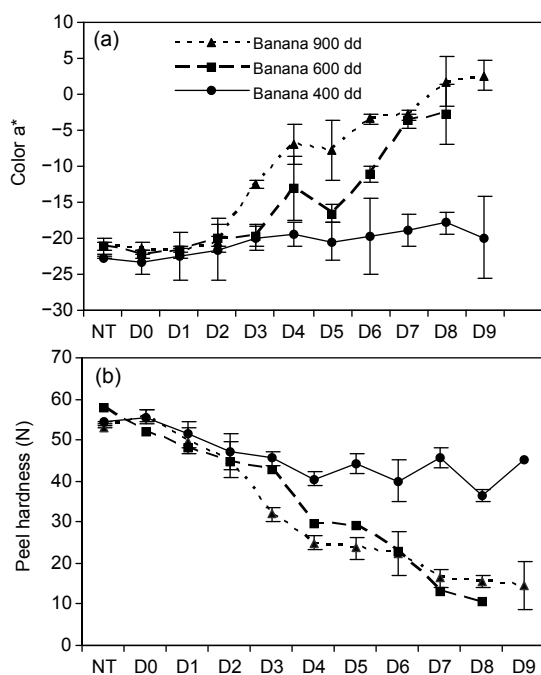 (a)
Banana 900 dd
Banana 600 dd
Banana 400 dd
Color a*
10
5
0
−5
−10
−15
−20
−25
−30
NT D0 D1 D2 D3 D4 D5 D6 D7 D8 D9
(b)
Peel hardness (N)
70
60
50
40
30
20
10
0
NT D0 D1 D2 D3 D4 D5 D6 D7 D8 D9